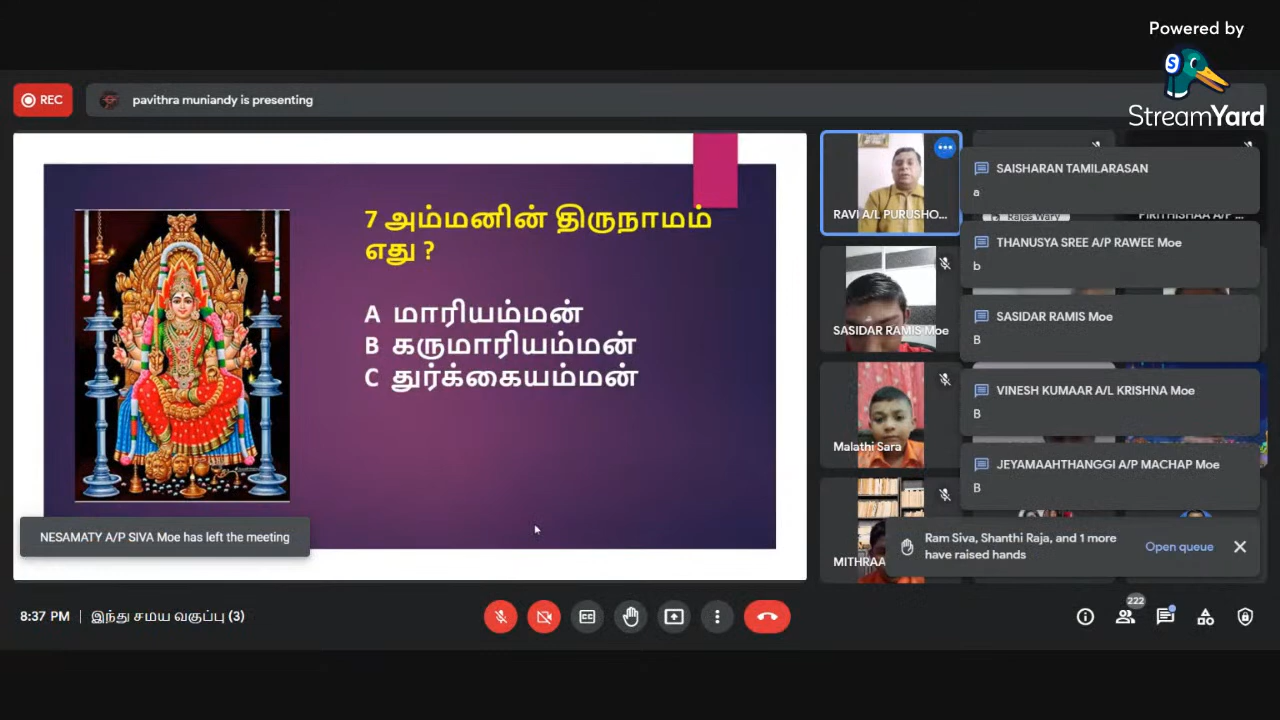 Powered by
StreamYard
REC
pavithra muniandy is presenting
7 அம்மனின் திருநாமம்
எது ?
A மாரியம்மன்
B கருமாரியம்மன்
C துர்க்கையம்மன்
NESAMATY A/P SIVA Moe has left the meeting
RAVI A/L PURUSHO...
Rajes Wary
SASIDAR RAMIS Moe
Malathi Sara
MITHRAA
SAISHARAN TAMILARASAN
a
THANUSYA SREE A/P RAWEE Moe
b
SASIDAR RAMIS Moe
B
VINESH KUMAAR A/L KRISHNA Moe
B
JEYAMAAHTHANGGI A/P MACHAP Moe
B
Ram Siva, Shanthi Raja, and 1 more
have raised hands
Open queue
8:37 PM | இந்து சமய வகுப்பு (3)
222